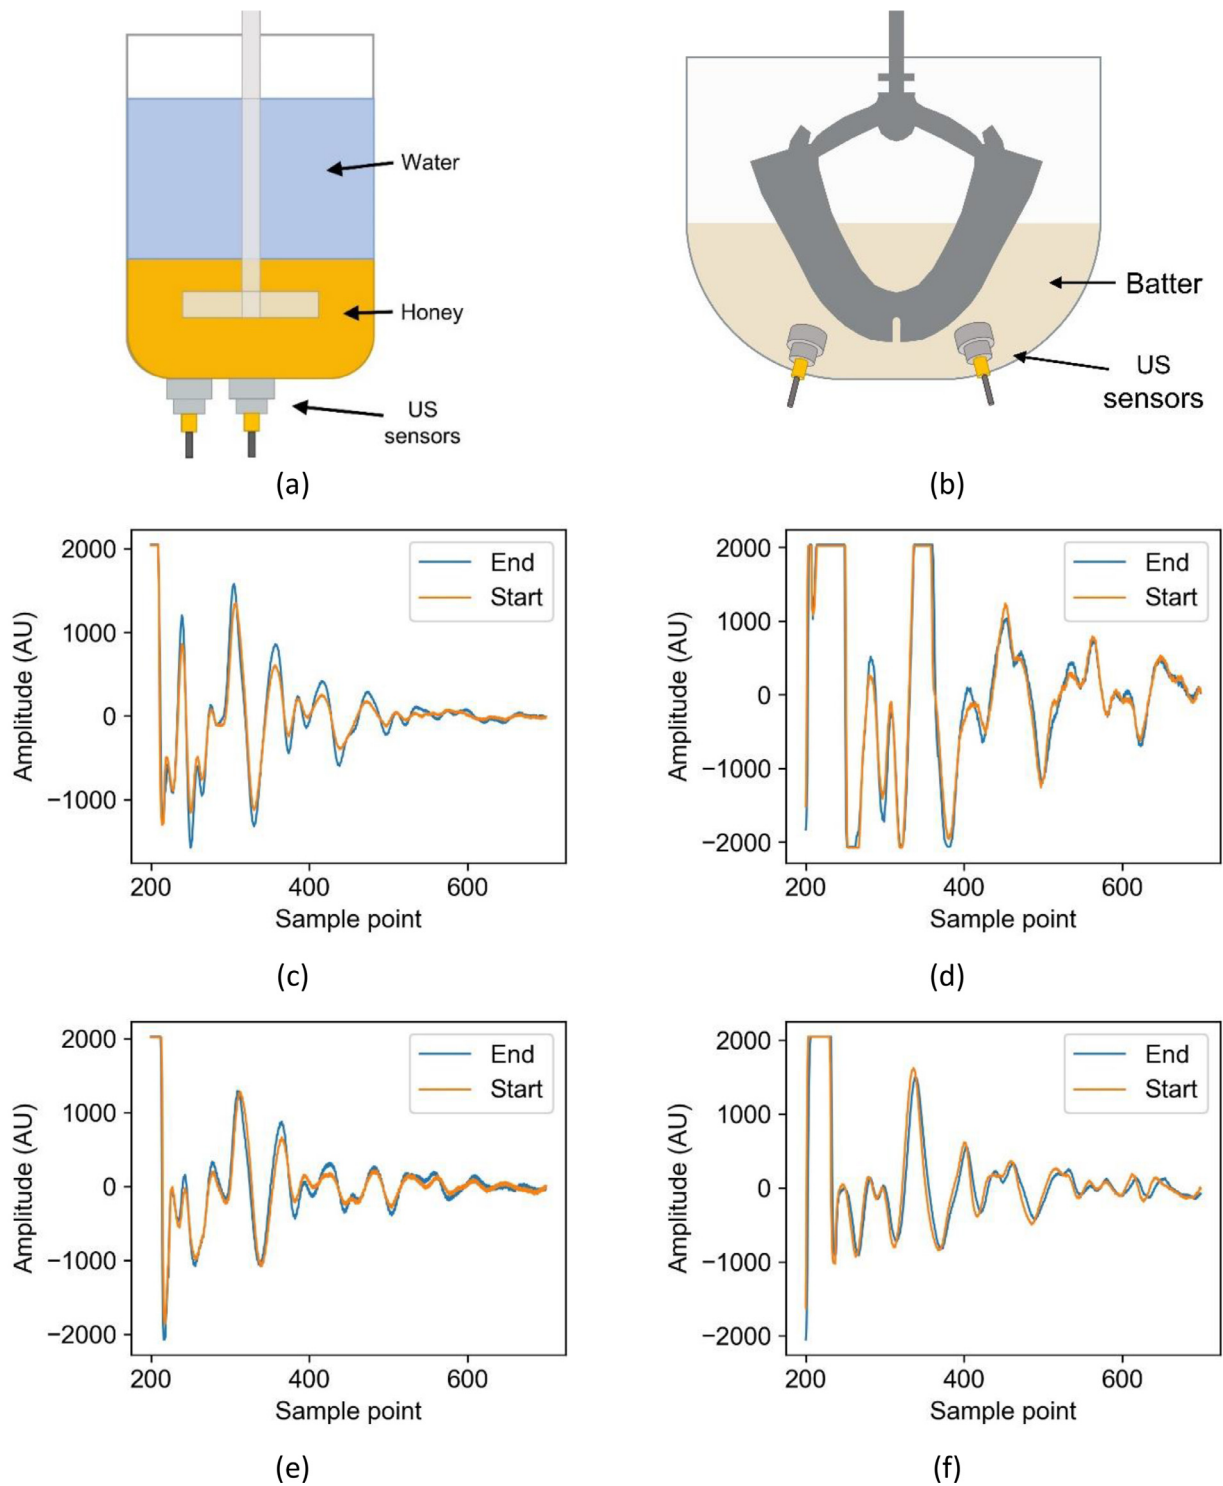 Water
Honey
US
sensors
(a)
Batter
US
sensors
(b)
2000
1000
0
−1000
Amplitude (AU)
End
Start
200
400
600
Sample point
(c)
2000
1000
0
−1000
−2000
Amplitude (AU)
End
Start
200
400
600
Sample point
(d)
2000
1000
0
−1000
−2000
Amplitude (AU)
End
Start
200
400
600
Sample point
(e)
2000
1000
0
−1000
−2000
Amplitude (AU)
End
Start
200
400
600
Sample point
(f)